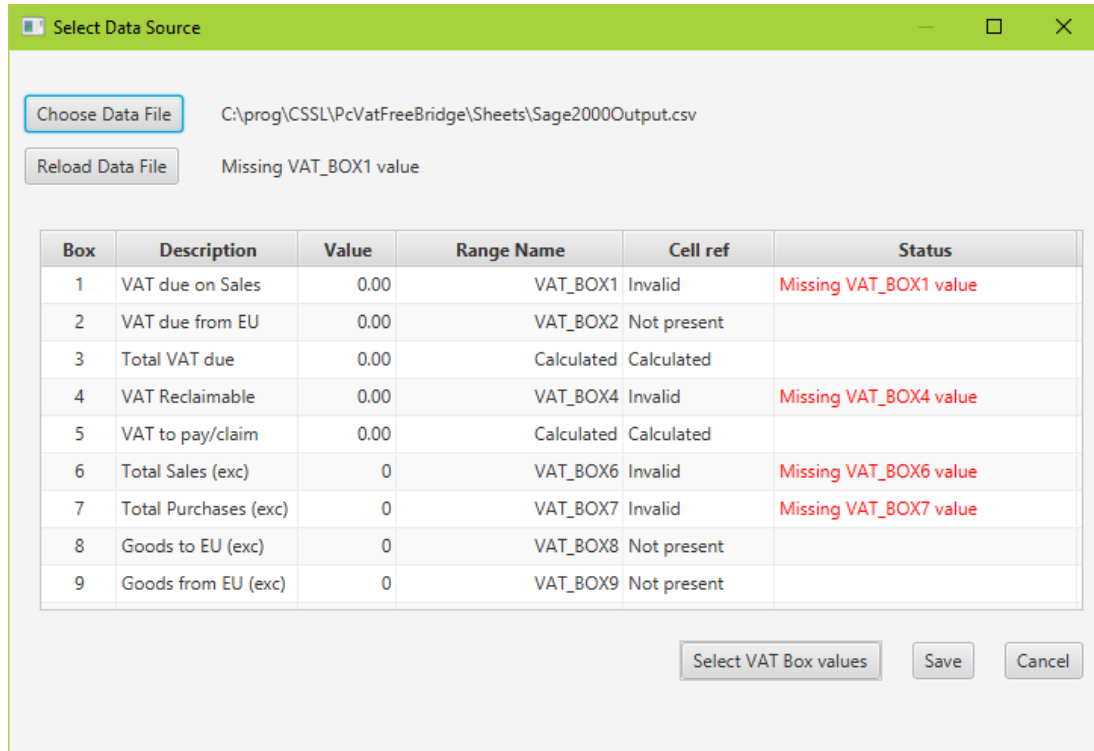 Select Data Source
Choose Data File C:\prog\CSSL\PcVatFreeBridge\Sheets\Sage2000Output.csv
Reload Data File Missing VAT_BOX1 value
Box Description Value Range Name Cell ref Status
1 VAT due on Sales 0.00 VAT_BOX1 Invalid Missing VAT_BOX1 value
2 VAT due from EU 0.00 VAT_BOX2 Not present
3 Total VAT due 0.00 Calculated Calculated
4 VAT Reclaimable 0.00 VAT_BOX4 Invalid Missing VAT_BOX4 value
5 VAT to pay/claim 0.00 Calculated Calculated
6 Total Sales (exc) 0 VAT_BOX6 Invalid Missing VAT_BOX6 value
7 Total Purchases (exc) 0 VAT_BOX7 Invalid Missing VAT_BOX7 value
8 Goods to EU (exc) 0 VAT_BOX8 Not present
9 Goods from EU (exc) 0 VAT_BOX9 Not present
Select VAT Box values Save Cancel